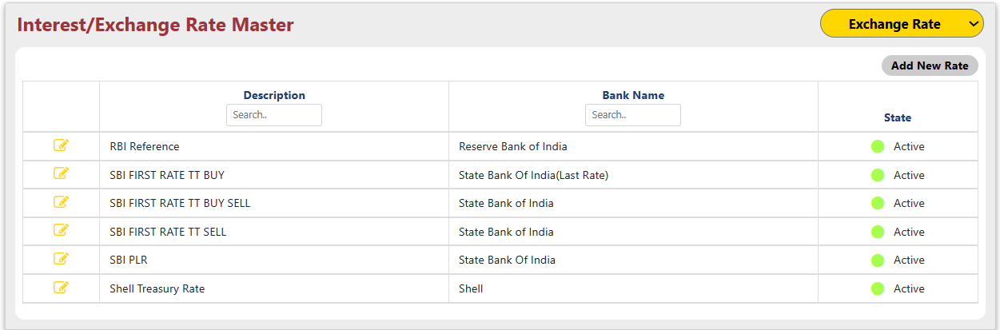 Interest/Exchange Rate Master
Exchange Rate
Add New Rate
Description Bank Name State
Search.. Search..
RBI Reference Reserve Bank of India Active
SBI FIRST RATE TT BUY State Bank Of India(Last Rate) Active
SBI FIRST RATE TT BUY SELL State Bank of India Active
SBI FIRST RATE TT SELL State Bank of India Active
SBI PLR State Bank Of India Active
Shell Treasury Rate Shell Active